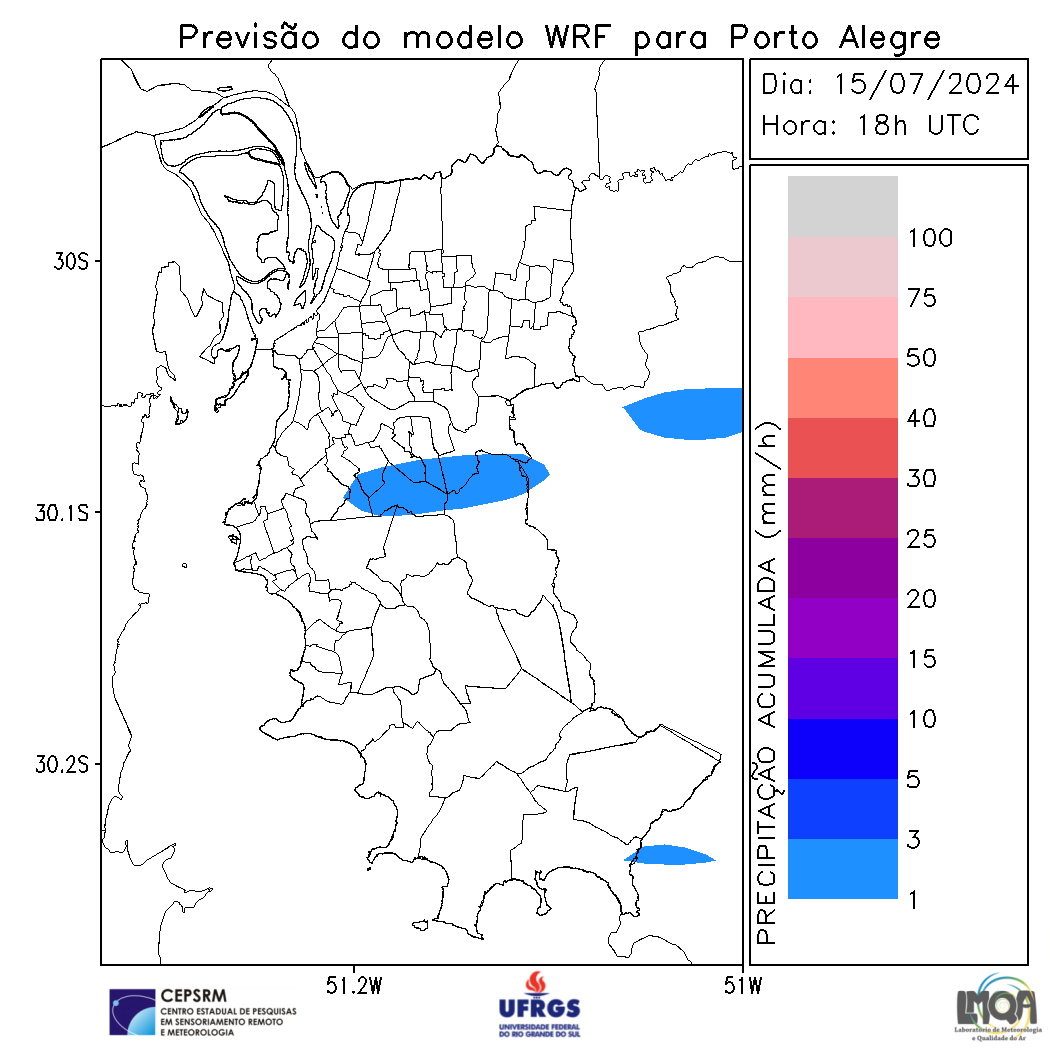 Previsão do modelo WRF para Porto Alegre
Dia: 15/07/2024
Hora: 18h UTC
30S
30.1S
30.2S
51.2W
51W
PRECIPITAÇÃO ACUMULADA (mm/h)
100
75
50
40
30
25
20
15
10
5
3
1
CEPSRM
CENTRO ESTADUAL DE PESQUISAS
EM SENSORIAMENTO REMOTO
E METEOROLOGIA
UFRGS
UNIVERSIDADE FEDERAL
DO RIO GRANDE DO SUL
LMQA
Laboratório de Meteorologia
e Qualidade do Ar